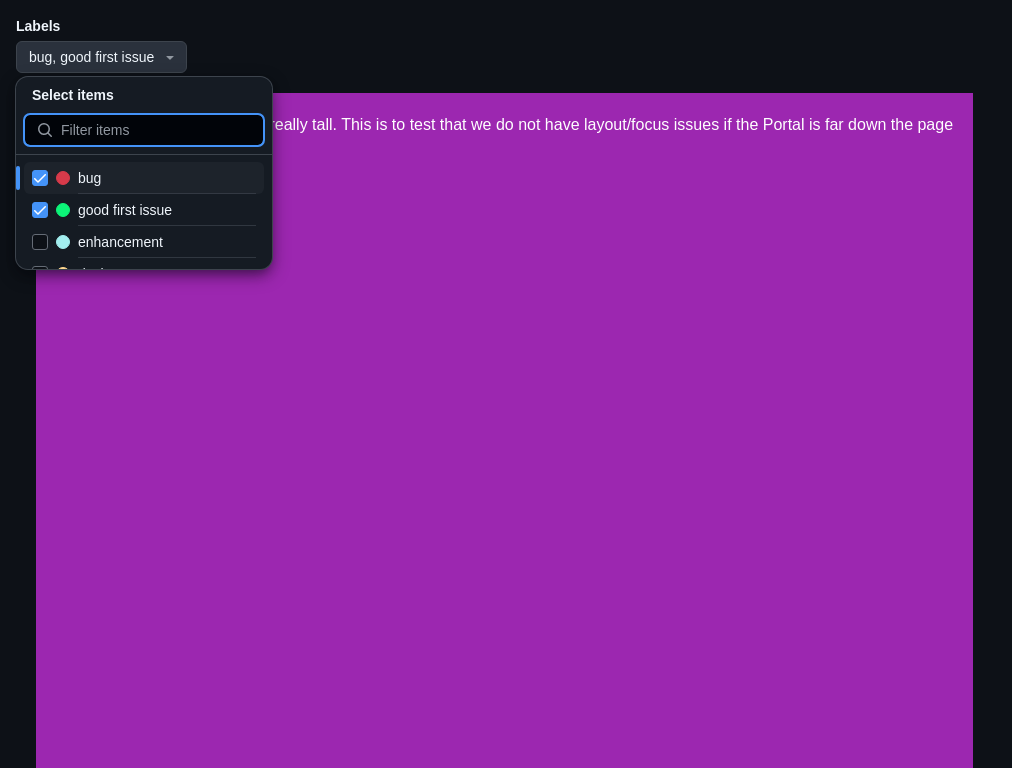 Labels
bug, good first issue
Select items
Filter items
really tall. This is to test that we do not have layout/focus issues if the Portal is far down the page
bug
good first issue
enhancement